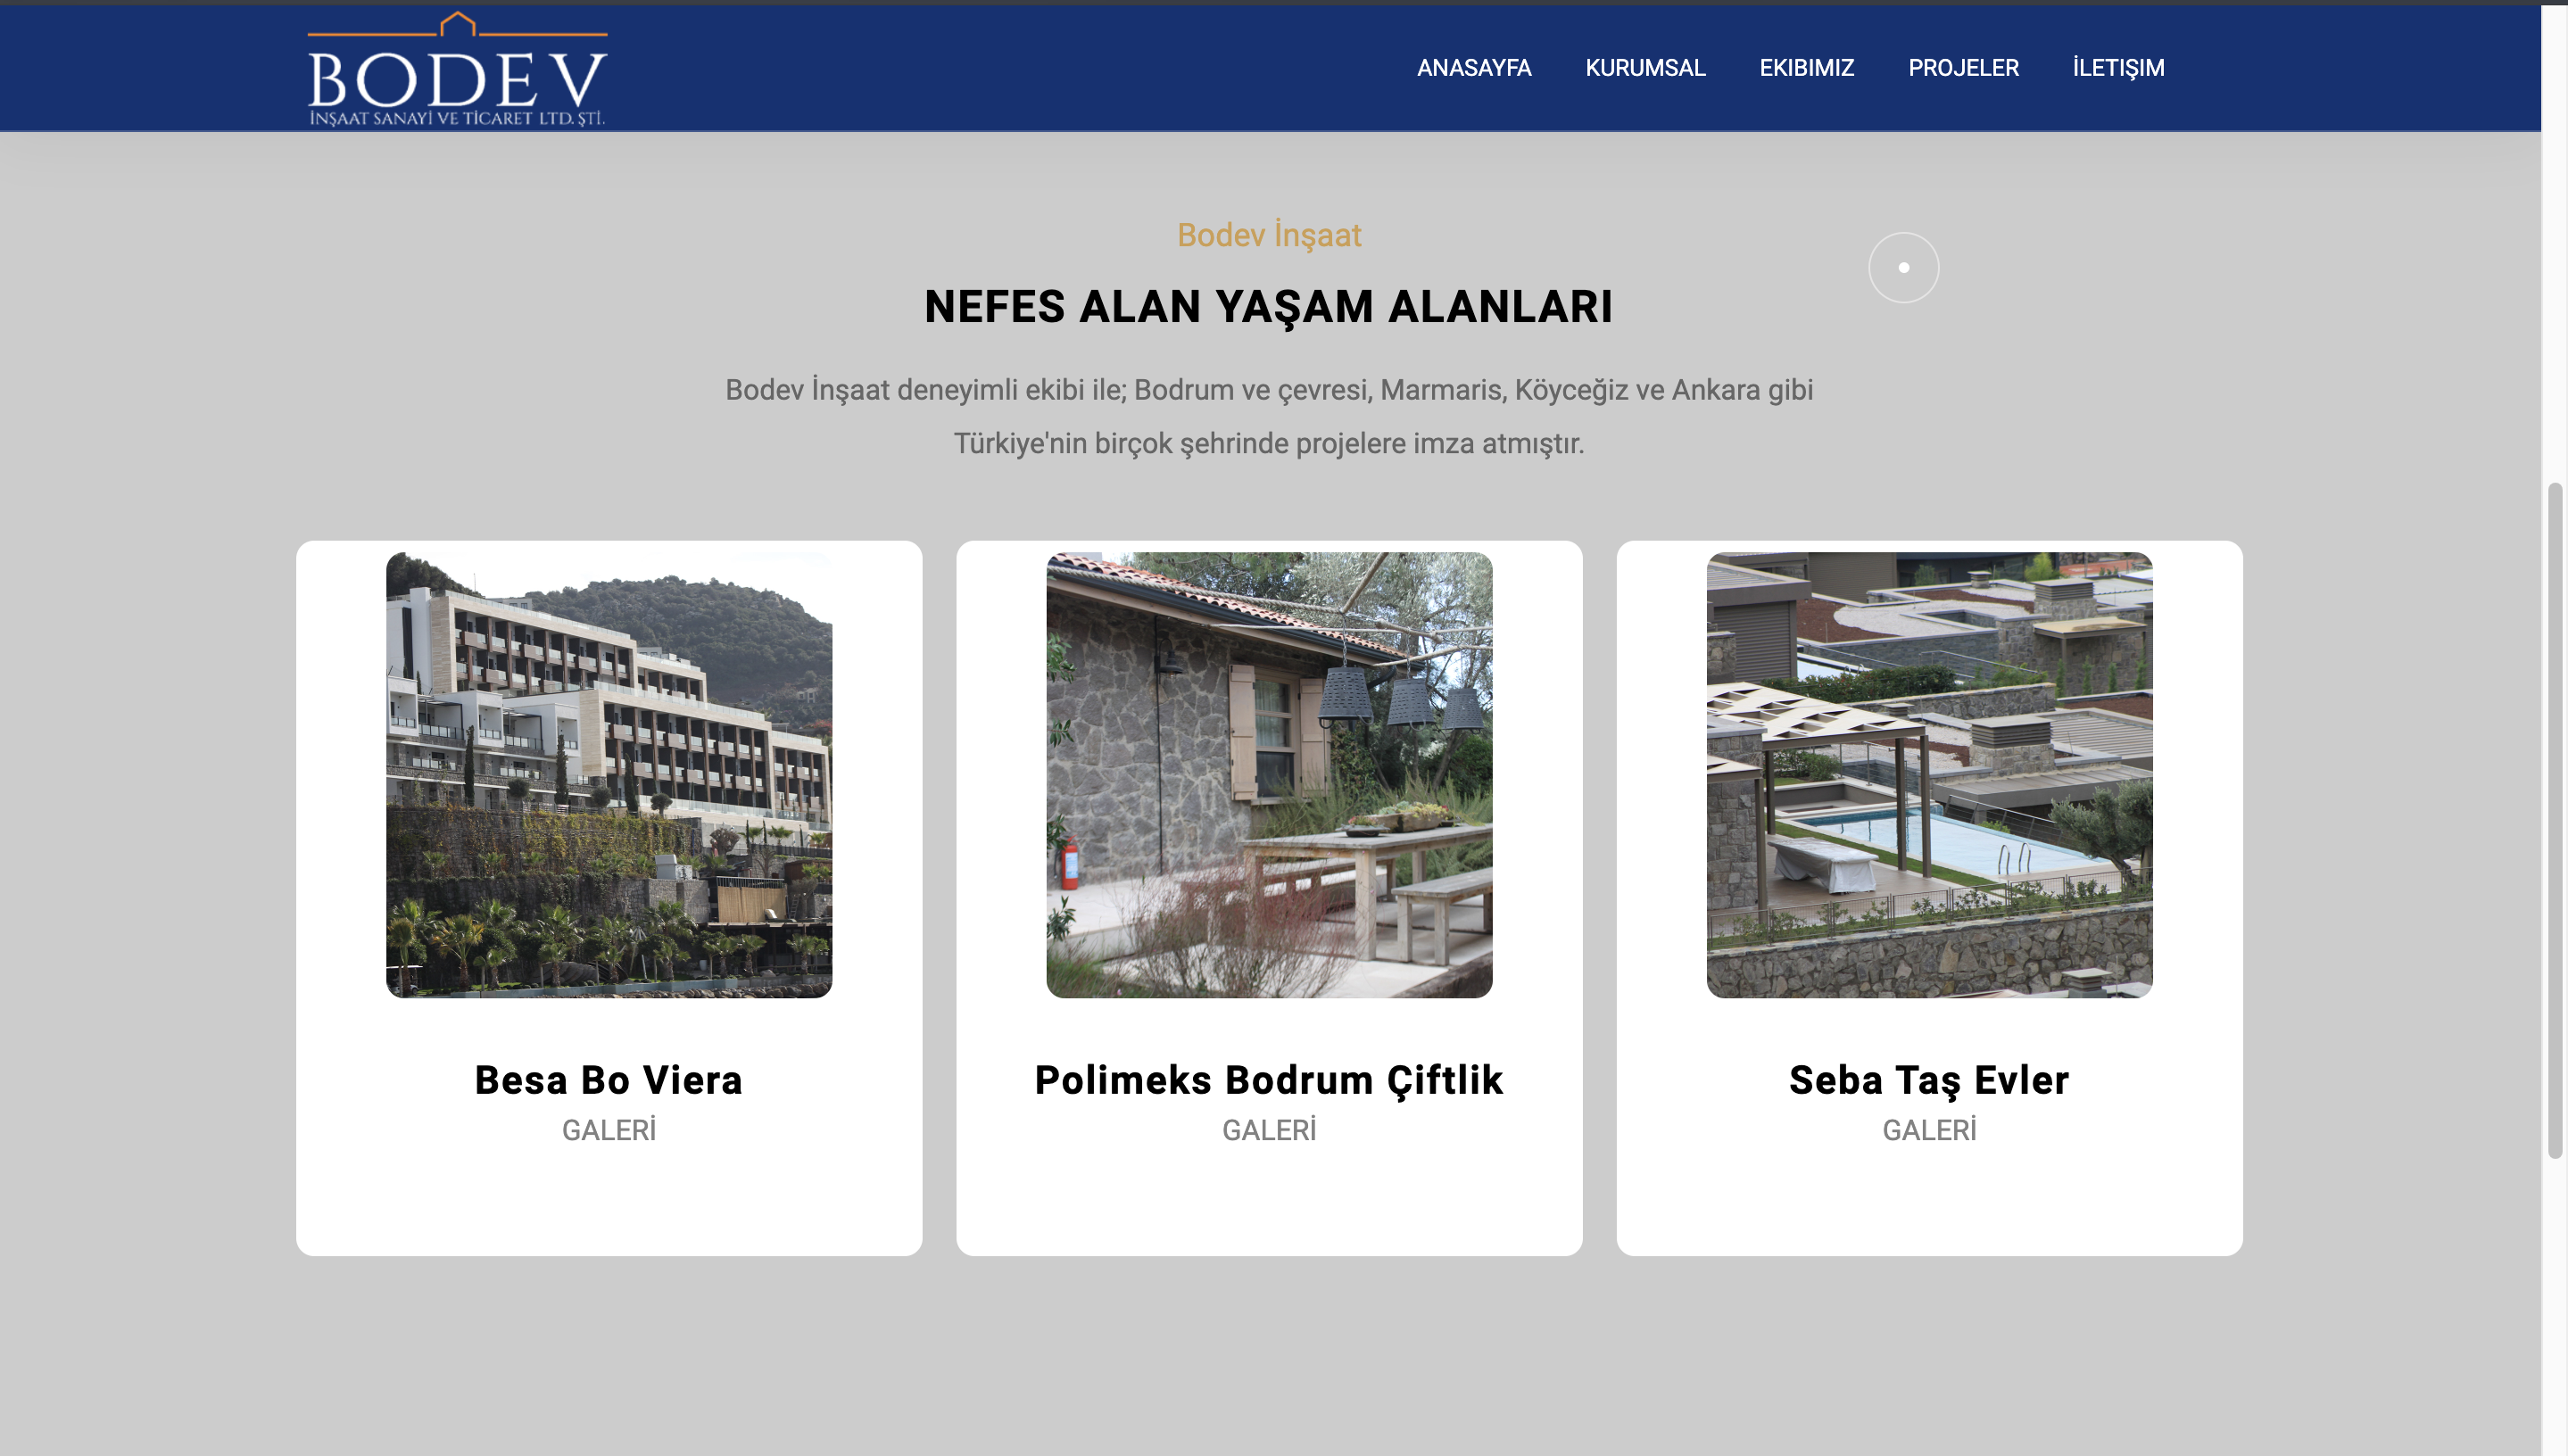 BODEV
İNŞAAT SANAYİ VE TİCARET LTD. ŞTİ.
ANASAYFA KURUMSAL EKIBIMIZ PROJELER İLETIŞIM
Bodev İnşaat
NEFES ALAN YAŞAM ALANLARI
Bodev İnşaat deneyimli ekibi ile; Bodrum ve çevresi, Marmaris, Köyceğiz ve Ankara gibi
Türkiye'nin birçok şehrinde projelere imza atmıştır.
Besa Bo Viera
GALERİ
Polimeks Bodrum Çiftlik
GALERİ
Seba Taş Evler
GALERİ